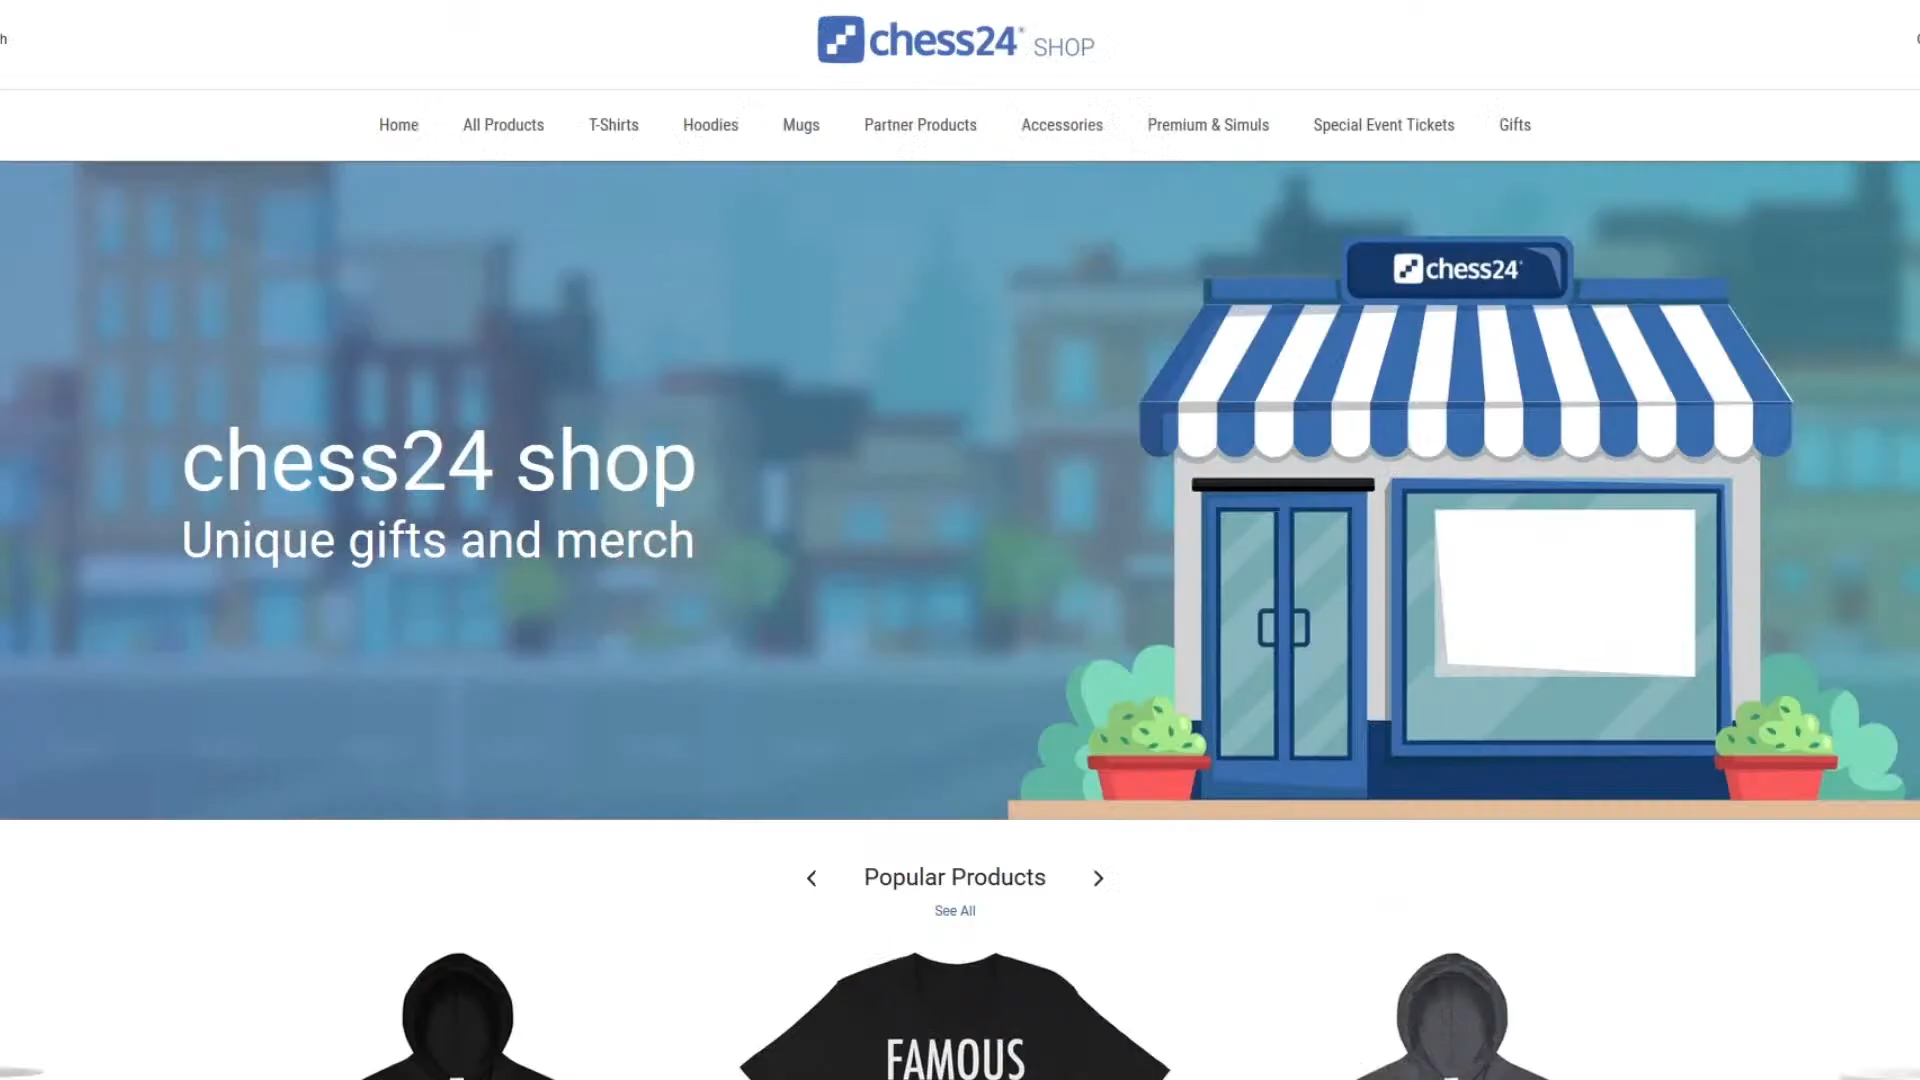 h
chess24 SHOP
Home All Products T-Shirts Hoodies Mugs Partner Products Accessories Premium & Simuls Special Event Tickets Gifts
chess24
chess24 shop
Unique gifts and merch
Popular Products
See All
FAMOUS